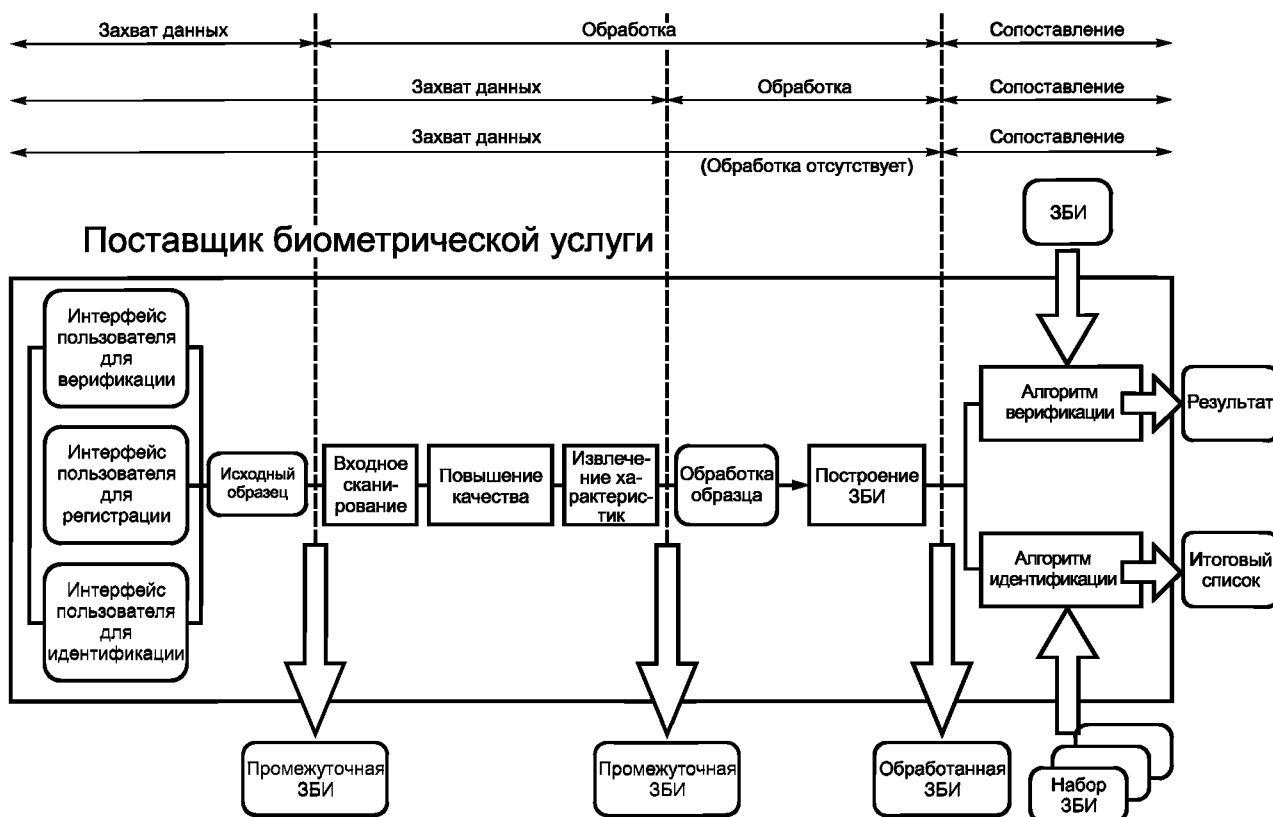 Захват данных
Обработка
Сопоставление
Захват данных
Обработка
Сопоставление
Захват данных
Сопоставление
(Обработка отсутствует)
ЗБИ
Поставщик биометрической услуги
Интерфейс
пользователя
для
верификации
Интерфейс
пользователя
для
регистрации
Интерфейс
пользователя
для
идентификации
Исходный
образец
Входное
скани-
рование
Повышение
качества
Извлече-
ние ха-
рактерис-
тик
Обработка
образца
Построение
ЗБИ
Алгоритм
верификации
Результат
Алгоритм
идентификации
Итоговый
список
Промежуточная
ЗБИ
Промежуточная
ЗБИ
Обработанная
ЗБИ
Набор
ЗБИ